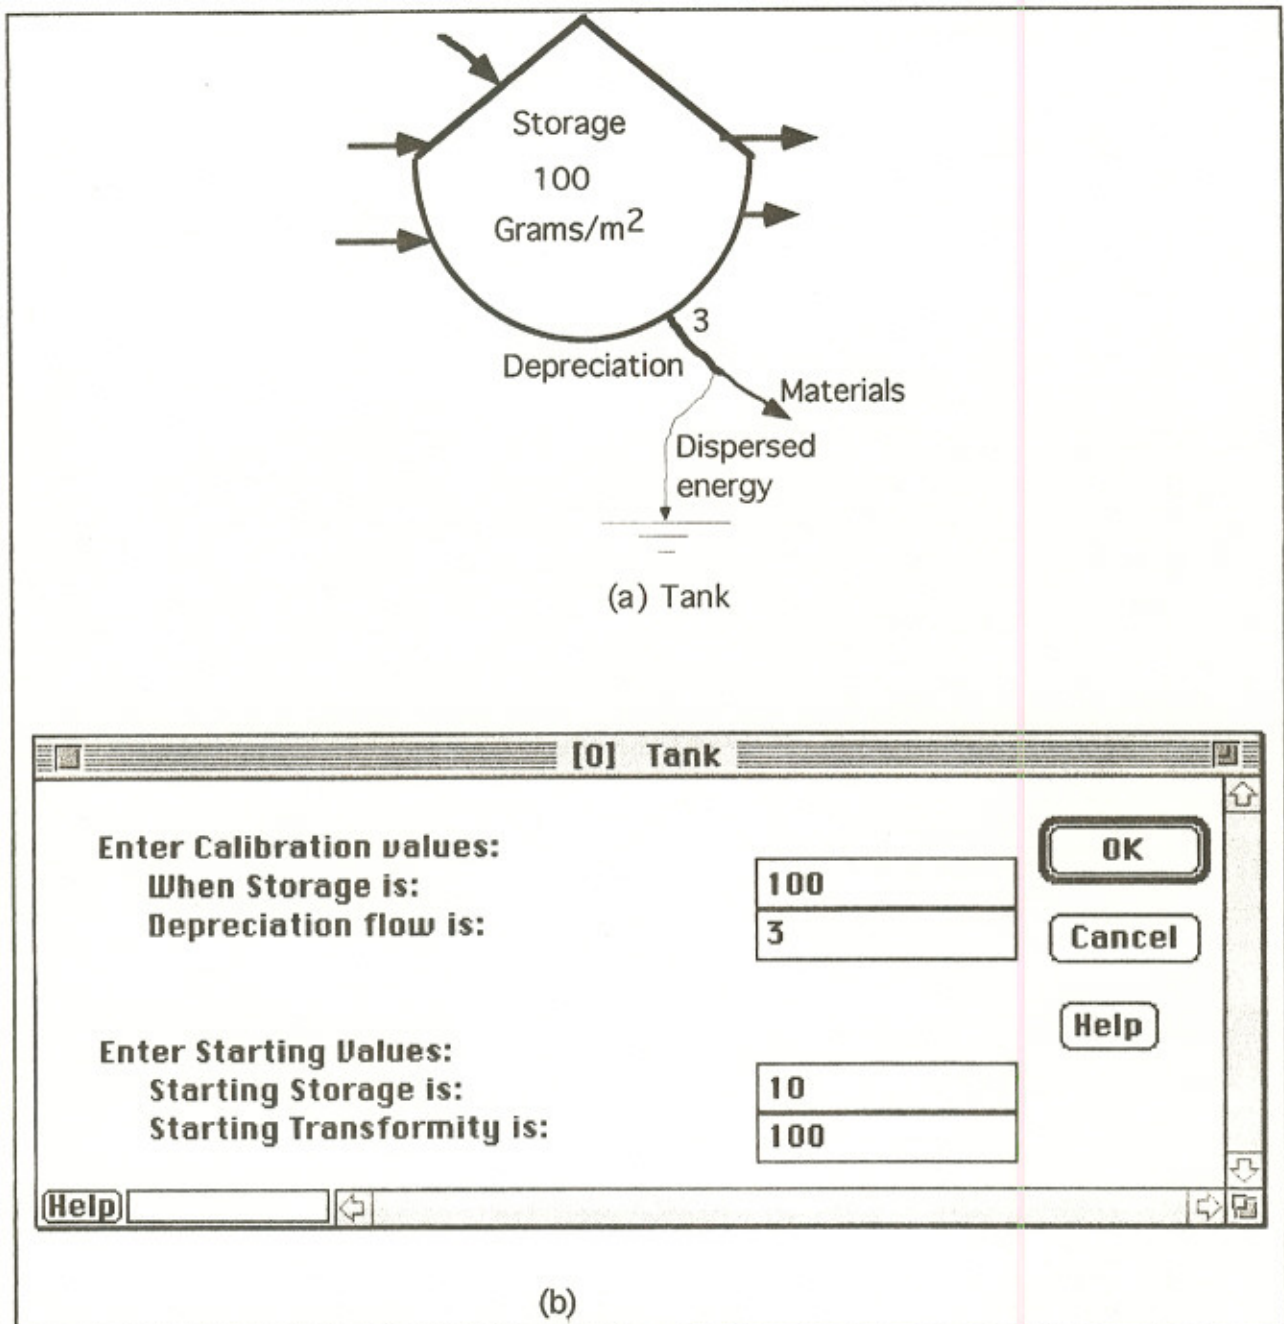 Storage
100
Grams/m²
3
Depreciation
Materials
Dispersed
energy
(a) Tank
[0] Tank
Enter Calibration values:
When Storage is: 100
Depreciation flow is: 3
OK
Cancel
Help
Enter Starting Values:
Starting Storage is: 10
Starting Transformity is: 100
Help
(b)